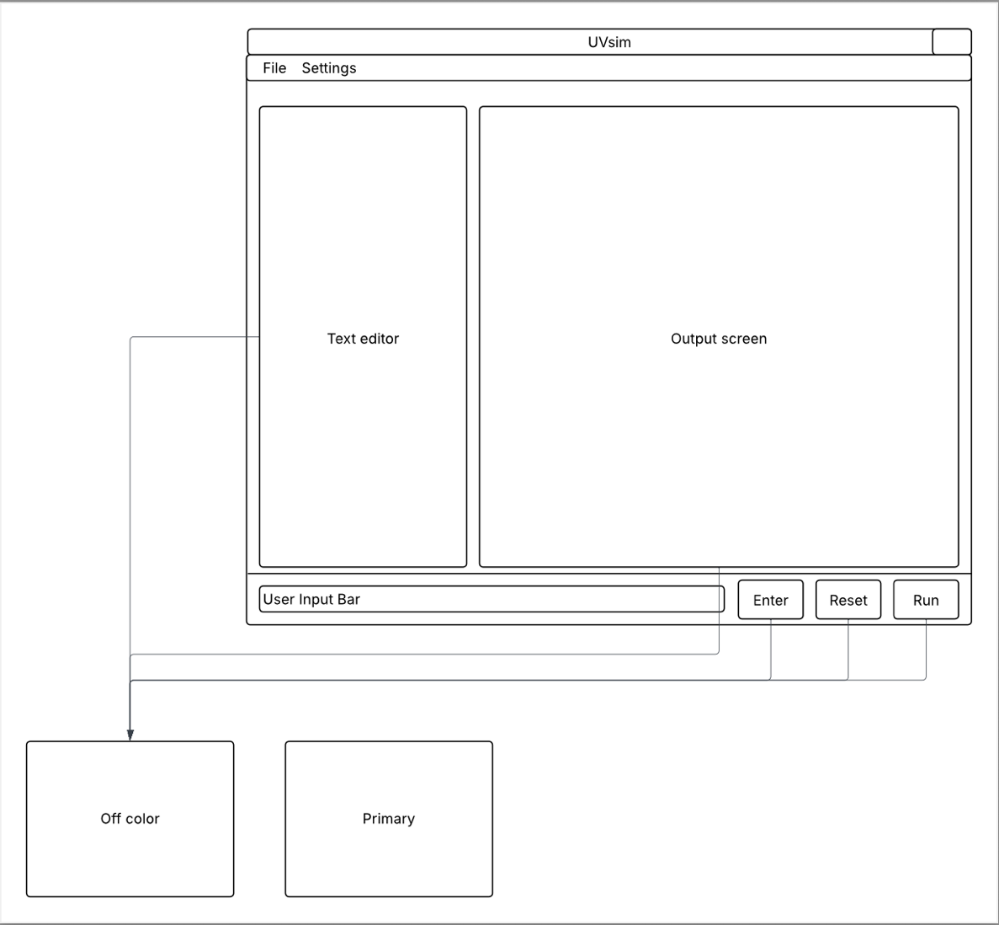 UVsim
File Settings
Text editor
Output screen
User Input Bar
Enter
Reset
Run
Off color
Primary